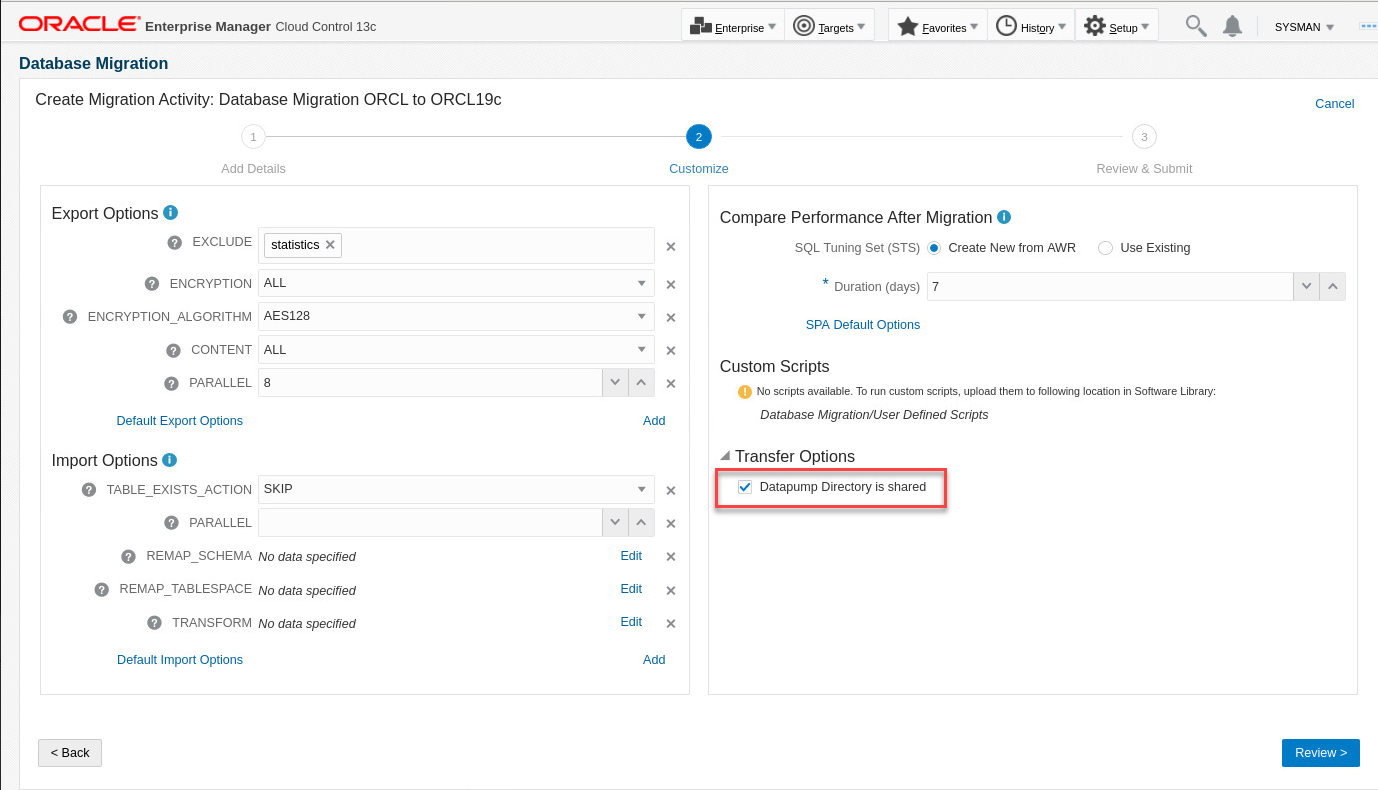 ORACLE Enterprise Manager Cloud Control 13c
Enterprise Targets Favorites History Setup SYSMAN
Database Migration
Create Migration Activity: Database Migration ORCL to ORCL19c
Cancel
1 2 3
Add Details Customize Review & Submit
Export Options
EXCLUDE statistics
ENCRYPTION ALL
ENCRYPTION_ALGORITHM AES128
CONTENT ALL
PARALLEL 8
Default Export Options Add
Import Options
TABLE_EXISTS_ACTION SKIP
PARALLEL
REMAP_SCHEMA No data specified Edit
REMAP_TABLESPACE No data specified Edit
TRANSFORM No data specified Edit
Default Import Options Add
Compare Performance After Migration
SQL Tuning Set (STS) Create New from AWR Use Existing
* Duration (days) 7
SPA Default Options
Custom Scripts
No scripts available. To run custom scripts, upload them to following location in Software Library:
Database Migration/User Defined Scripts
Transfer Options
Datapump Directory is shared
< Back Review >